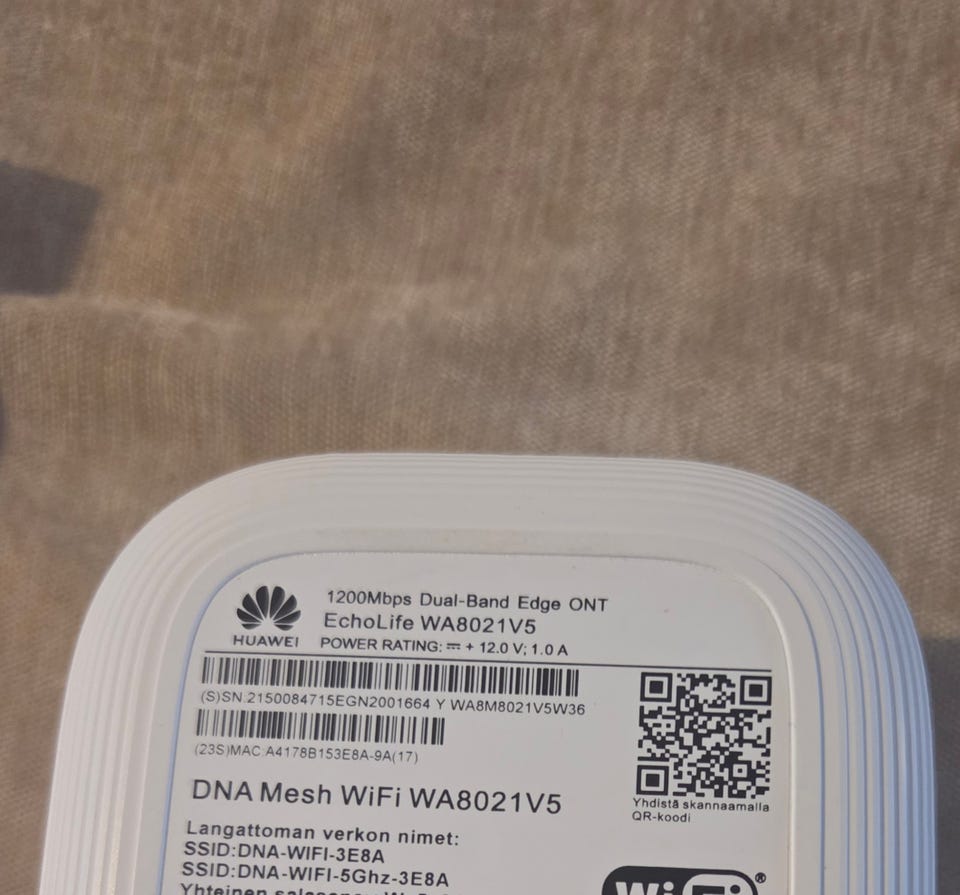 HUAWEI
1200Mbps Dual-Band Edge ONT
EchoLife WA8021V5
POWER RATING: ⎓ + 12.0 V; 1.0 A
(S)SN.2150084715EGN2001664 Y WA8M8021V5W36
(23S)MAC:A4178B153E8A-9A(17)
Yhdistä skannaamalla
QR-koodi
DNA Mesh WiFi WA8021V5
Langattoman verkon nimet:
SSID:DNA-WIFI-3E8A
SSID:DNA-WIFI-5Ghz-3E8A
Yhteinen
Wi Fi ®